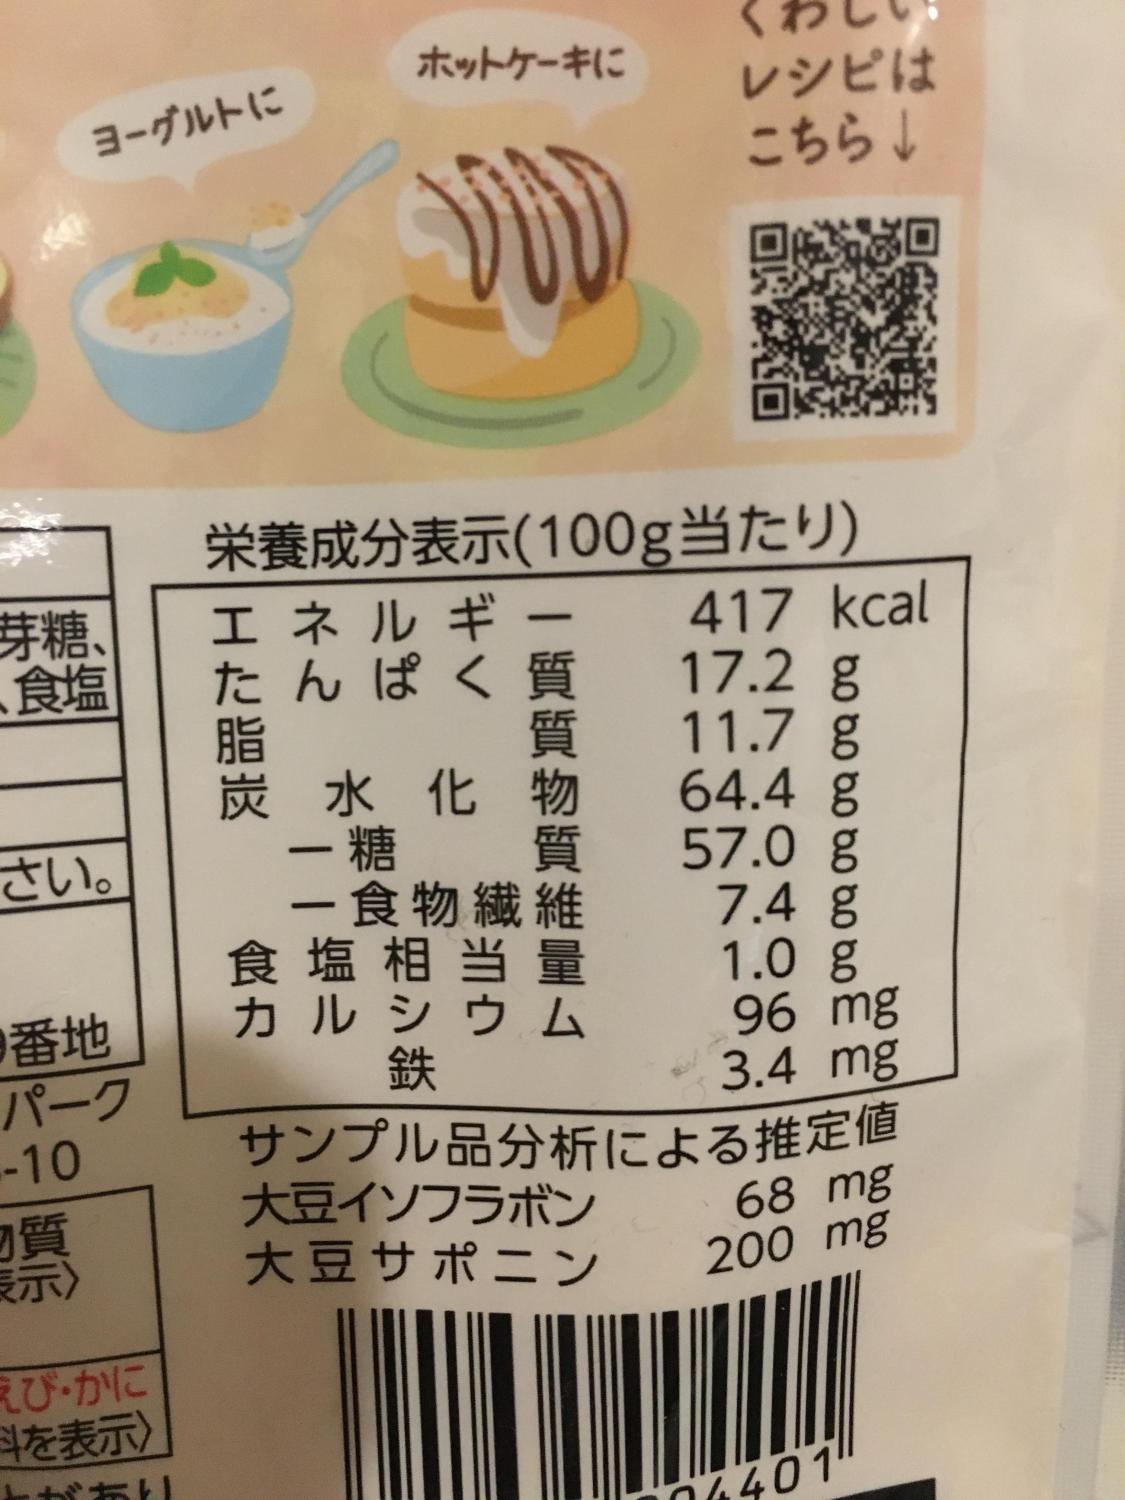 くわしい
レシピは
こちら↓
ホットケーキに
ヨーグルトに
栄養成分表示(100g当たり)
エネルギー 417 kcal
たんぱく質 17.2 g
脂質 11.7 g
炭水化物 64.4 g
ー糖質 57.0 g
ー食物繊維 7.4 g
食塩相当量 1.0 g
カルシウム 96 mg
鉄 3.4 mg
サンプル品分析による推定値
大豆イソフラボン 68 mg
大豆サポニン 200 mg
芽糖、
、食塩
さい。
番地
パーク
-10
物質
表示〉
えび・かに
料を表示〉
とがあり
04401